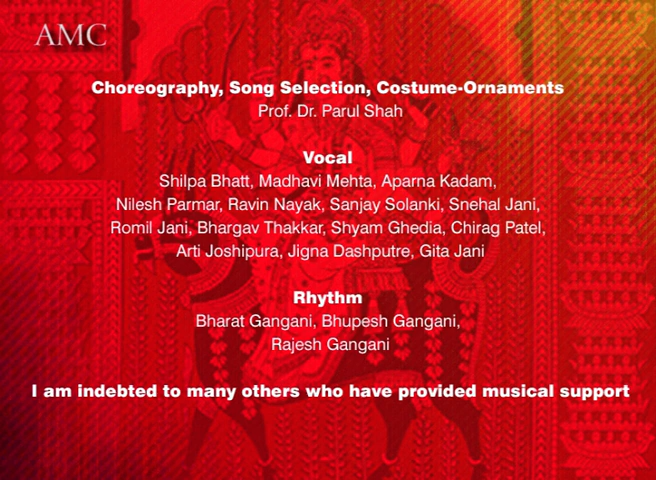 AMC
Choreography, Song Selection, Costume-Ornaments
Prof. Dr. Parul Shah
Vocal
Shilpa Bhatt, Madhavi Mehta, Aparna Kadam,
Nilesh Parmar, Ravin Nayak, Sanjay Solanki, Snehal Jani,
Romil Jani, Bhargav Thakkar, Shyam Ghedia, Chirag Patel,
Arti Joshipura, Jigna Dashputre, Gita Jani
Rhythm
Bharat Gangani, Bhupesh Gangani,
Rajesh Gangani
I am indebted to many others who have provided musical support